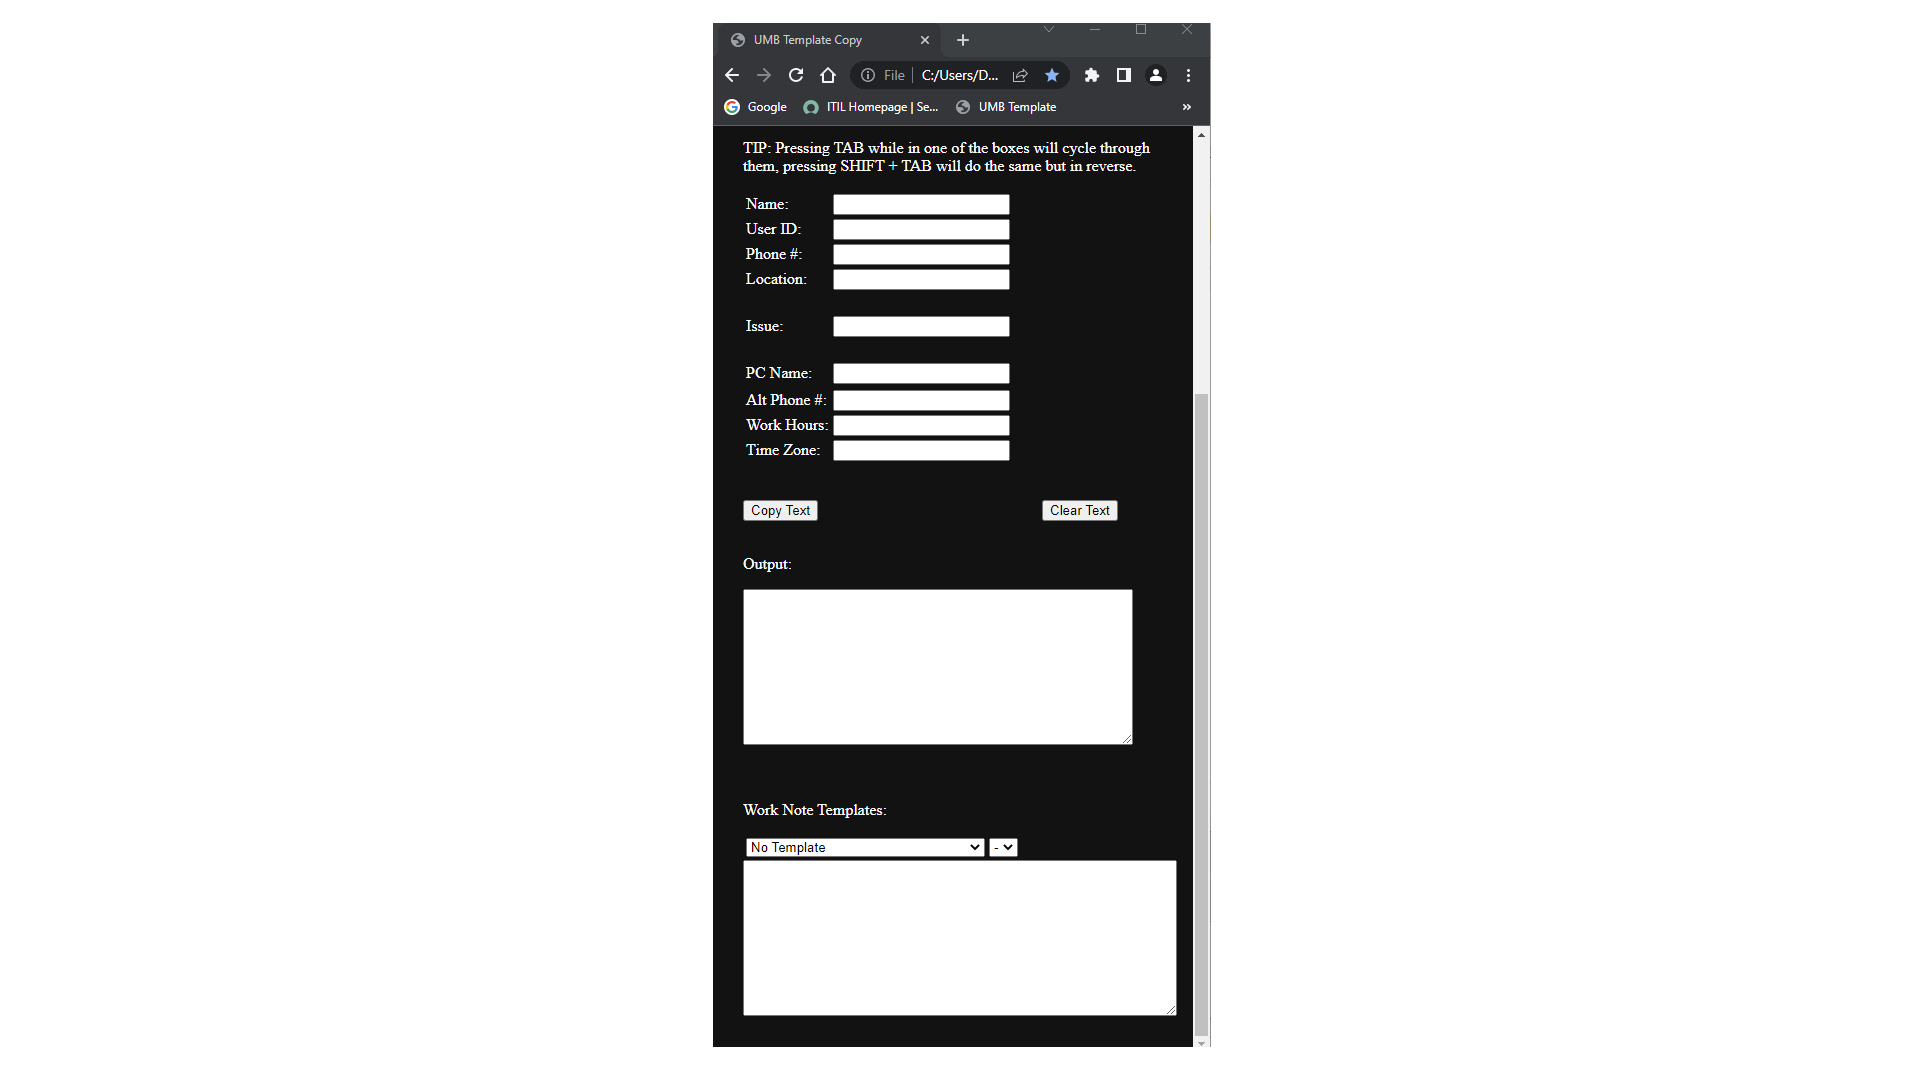 UMB Template Copy
File | C:/Users/D...
Google ITIL Homepage | Se... UMB Template »
TIP: Pressing TAB while in one of the boxes will cycle through
them, pressing SHIFT + TAB will do the same but in reverse.
Name:
User ID:
Phone #:
Location:
Issue:
PC Name:
Alt Phone #:
Work Hours:
Time Zone:
Copy Text Clear Text
Output:
Work Note Templates:
No Template -